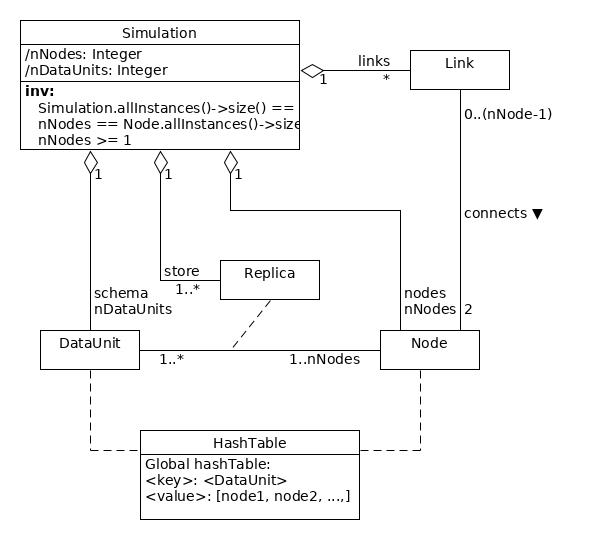 Simulation
/nNodes: Integer
/nDataUnits: Integer
inv:
Simulation.allInstances()->size() ==
nNodes == Node.allInstances()->size
nNodes >= 1
links
1
*
Link
0..(nNode-1)
connects ▼
2
1
1
1
store
1..*
Replica
schema
nDataUnits
nodes
nNodes
DataUnit
1..*
1..nNodes
Node
HashTable
Global hashTable:
<key>: <DataUnit>
<value>: [node1, node2, ...,]